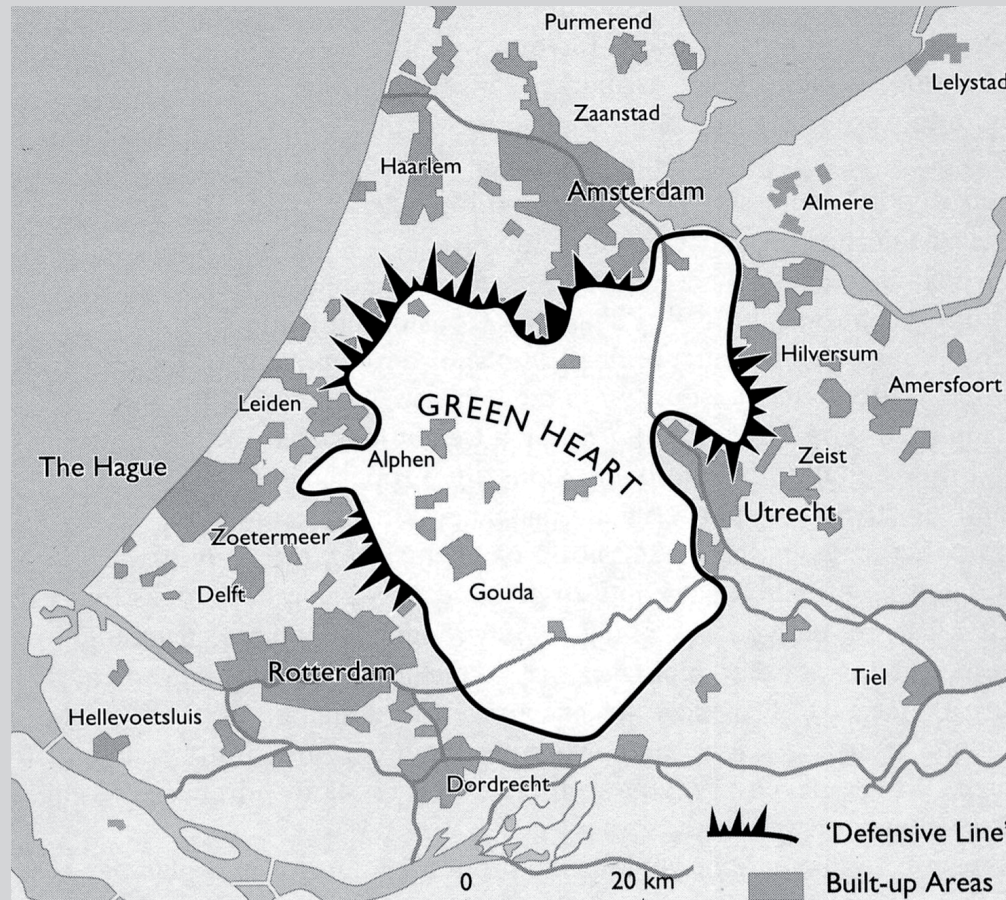 Purmerend
Lelystad
Zaanstad
Haarlem
Amsterdam
Almere
Hilversum
Amersfoort
Leiden
GREEN HEART
Alphen
Zeist
The Hague
Utrecht
Zoetermeer
Delft
Gouda
Rotterdam
Tiel
Hellevoetsluis
Dordrecht
'Defensive Line'
0 20 km
Built-up Areas